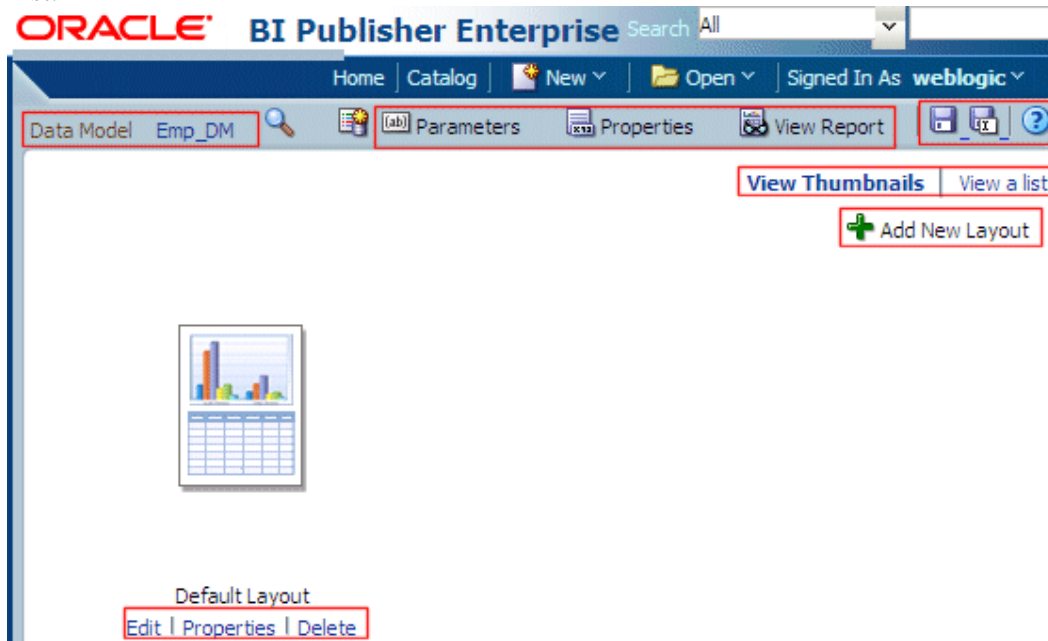 ORACLE BI Publisher Enterprise Search All
Home Catalog New Open Signed In As weblogic
Data Model Emp_DM Parameters Properties View Report
View Thumbnails View a list
Add New Layout
Default Layout
Edit | Properties | Delete